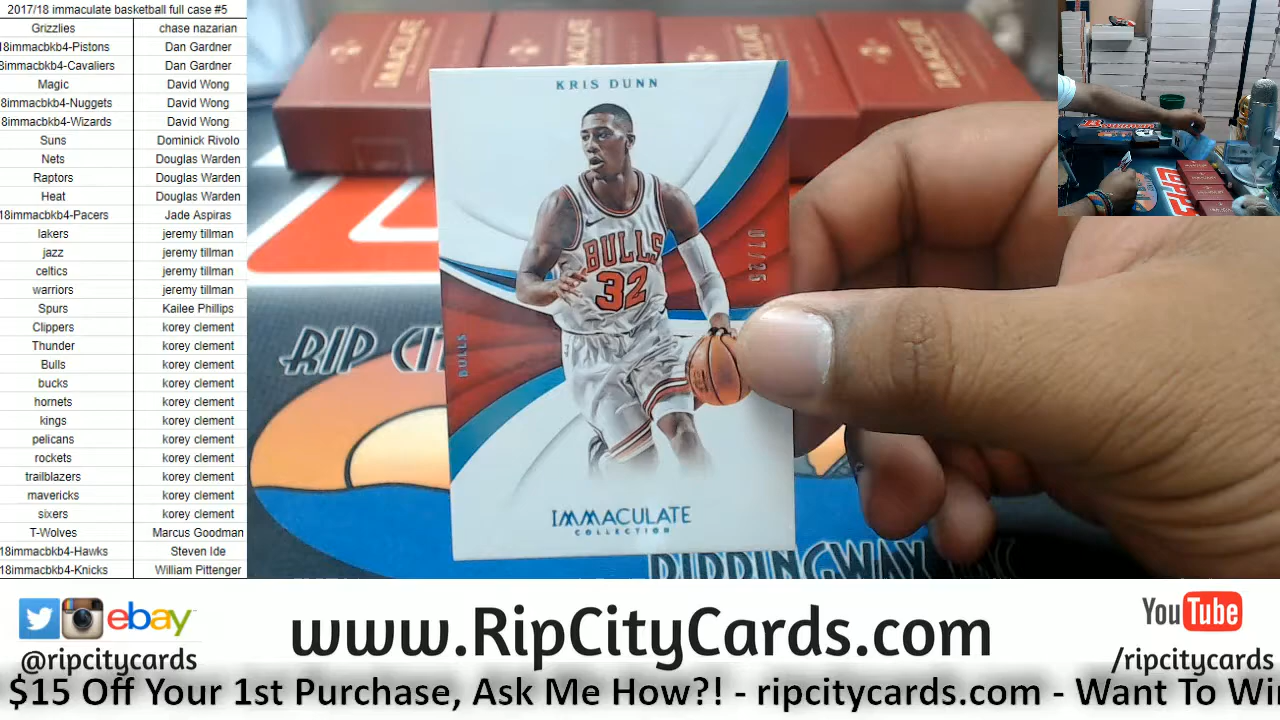 2017/18 immaculate basketball full case #5
Grizzlies chase nazarian
18immacbkb4-Pistons Dan Gardner
8immacbkb4-Cavaliers Dan Gardner
Magic David Wong
8immacbkb4-Nuggets David Wong
8immacbkb4-Wizards David Wong
Suns Dominick Rivolo
Nets Douglas Warden
Raptors Douglas Warden
Heat Douglas Warden
18immacbkb4-Pacers Jade Aspiras
lakers jeremy tillman
jazz jeremy tillman
celtics jeremy tillman
warriors jeremy tillman
Spurs Kailee Phillips
Clippers korey clement
Thunder korey clement
Bulls korey clement
bucks korey clement
hornets korey clement
kings korey clement
pelicans korey clement
rockets korey clement
trailblazers korey clement
mavericks korey clement
sixers korey clement
T-Wolves Marcus Goodman
18immacbkb4-Hawks Steven Ide
18immacbkb4-Knicks William Pittenger
IMMACULATE
KRIS DUNN
07/25
BULLS
32
BULLS
IMMACULATE
COLLECTION
RIP CIT
RIPPINGWAX
ebay
@ripcitycards
www.RipCityCards.com
YouTube
/ripcitycards
$15 Off Your 1st Purchase, Ask Me How?! - ripcitycards.com - Want To Win